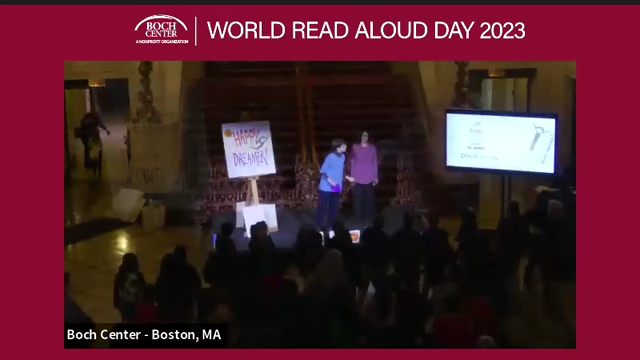 BOCH
CENTER
A NONPROFIT ORGANIZATION
WORLD READ ALOUD DAY 2023
HAPPY
DREAMER
Boch Center - Boston, MA